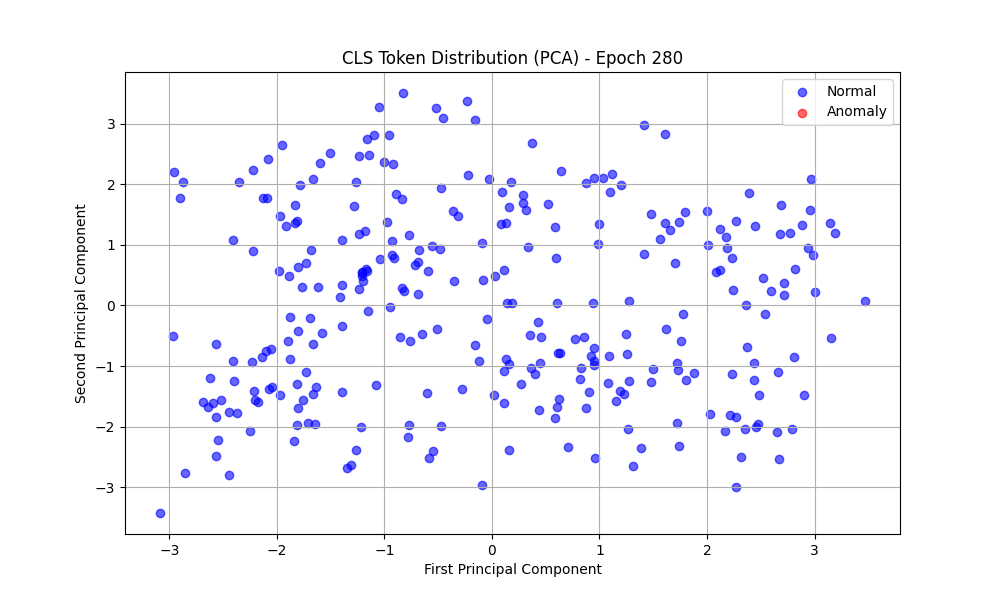 CLS Token Distribution (PCA) - Epoch 280
Normal
Anomaly
Second Principal Component
3
2
1
0
−1
−2
−3
−3
−2
−1
0
1
2
3
First Principal Component